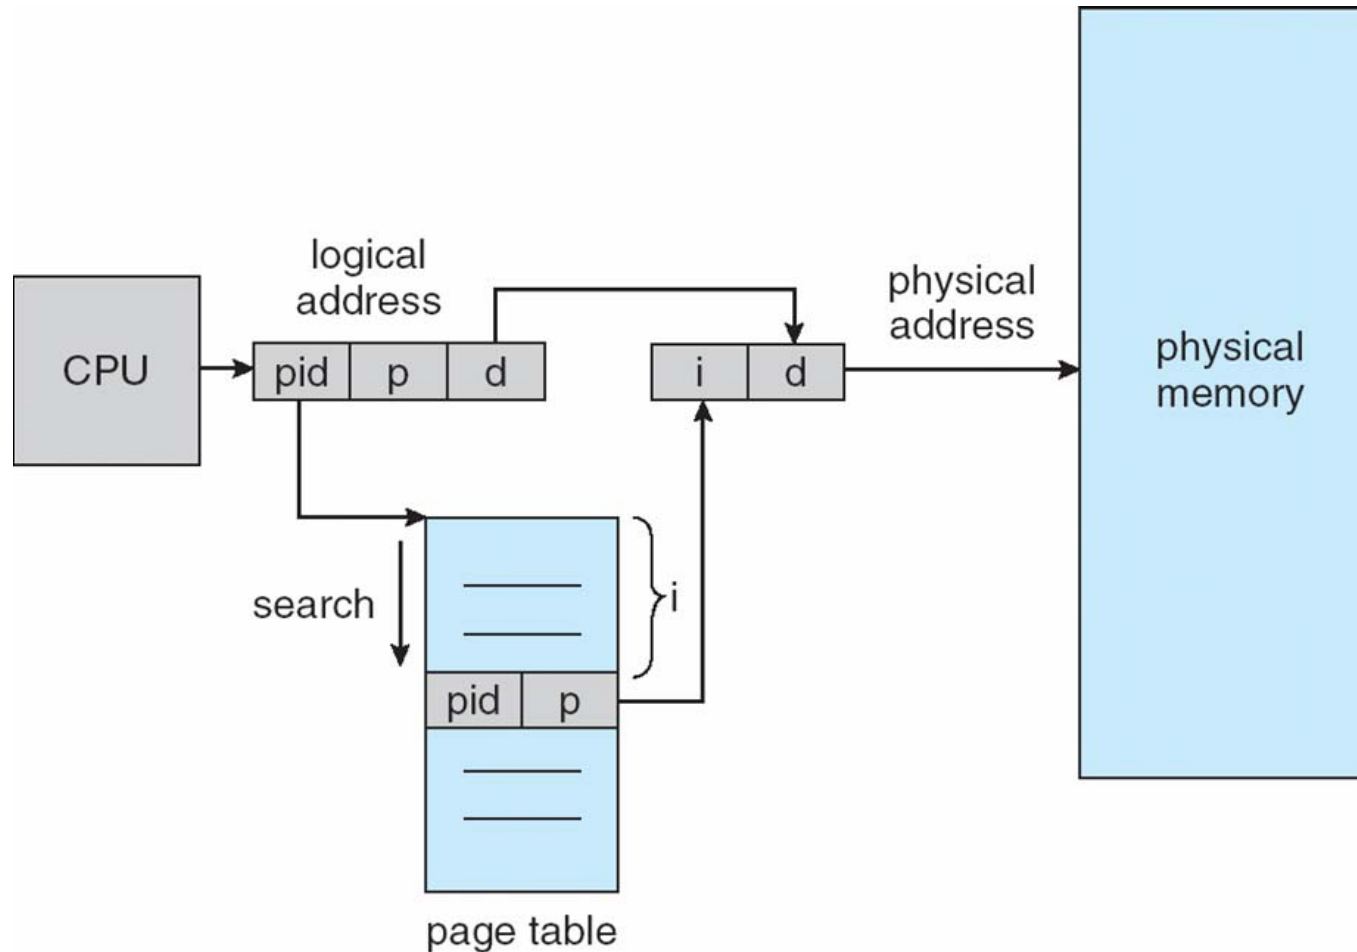 logical
address
physical
address
CPU
pid
p
d
i
d
physical
memory
search
i
pid
p
page table